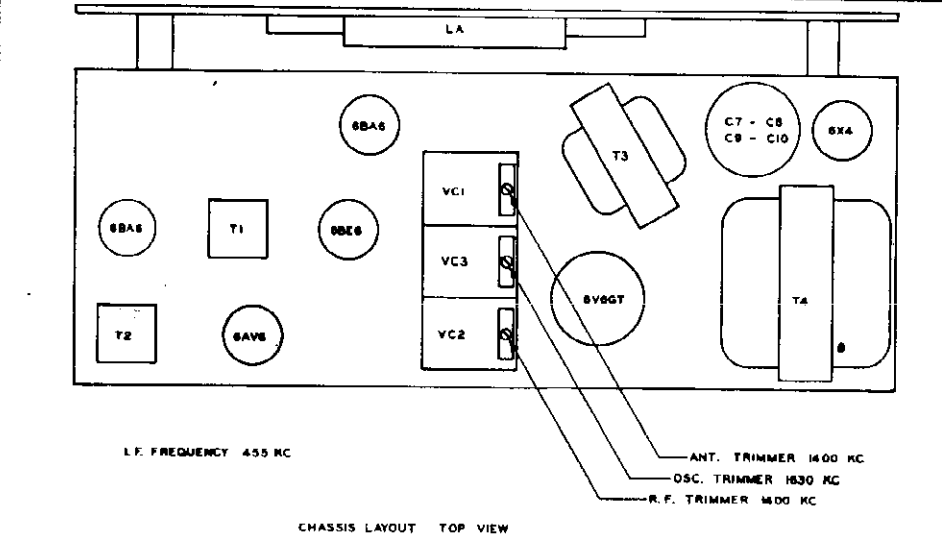 LA
6BA6
C7 - C8
C9 - C10
6X4
T3
VC1
6BA6
T1
6BE6
VC3
6V6GT
T4
T2
6AV6
VC2
8
I.F. FREQUENCY 455 KC
ANT. TRIMMER 1400 KC
OSC. TRIMMER 1630 KC
R.F. TRIMMER 1400 KC
CHASSIS LAYOUT TOP VIEW